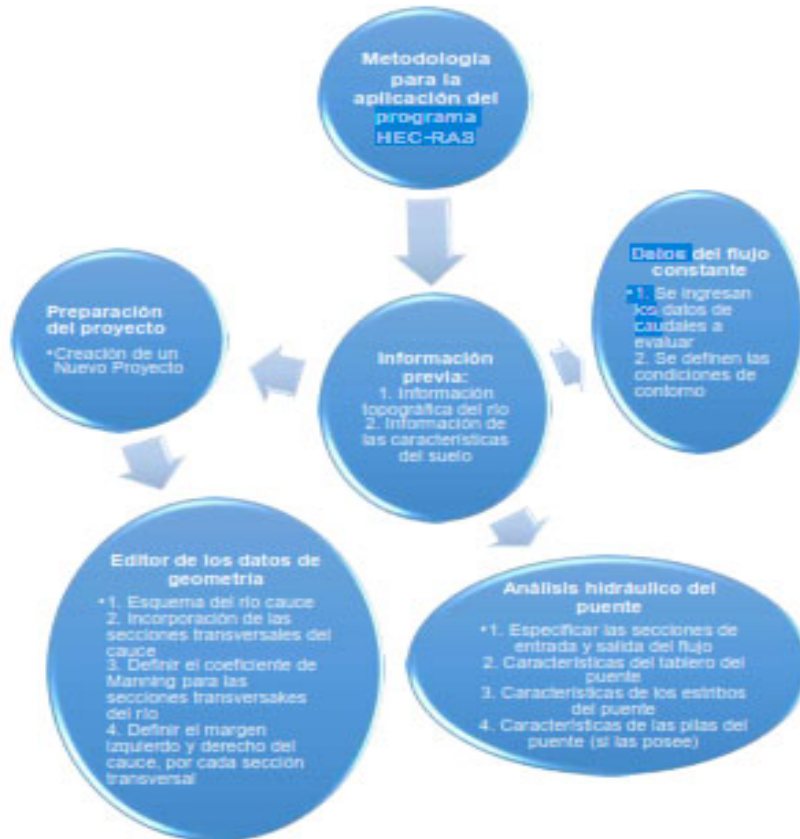 Metodología
para la
aplicación del
programa
HEC-RAS
Preparación
del proyecto
•Creación de un
Nuevo Proyecto
Información
previa:
1. Información
topográfica del río
2. Información de
las características
del suelo
Datos del flujo
constante
•1. Se ingresan
los datos de
caudales a
evaluar
2. Se definen las
condiciones de
contorno
Editor de los datos de
geometría
•1. Esquema del río cauce
2. Incorporación de las
secciones transversales del
cauce
3. Definir el coeficiente de
Manning para las
secciones transversakes
del río
4. Definir el margen
izquierdo y derecho del
cauce, por cada sección
transversal
Análisis hidráulico del
puente
•1. Especificar las secciones de
entrada y salida del flujo
2. Características del tablero del
puente
3. Características de los estribos
del puente
4. Características de las pilas del
puente (si las posee)